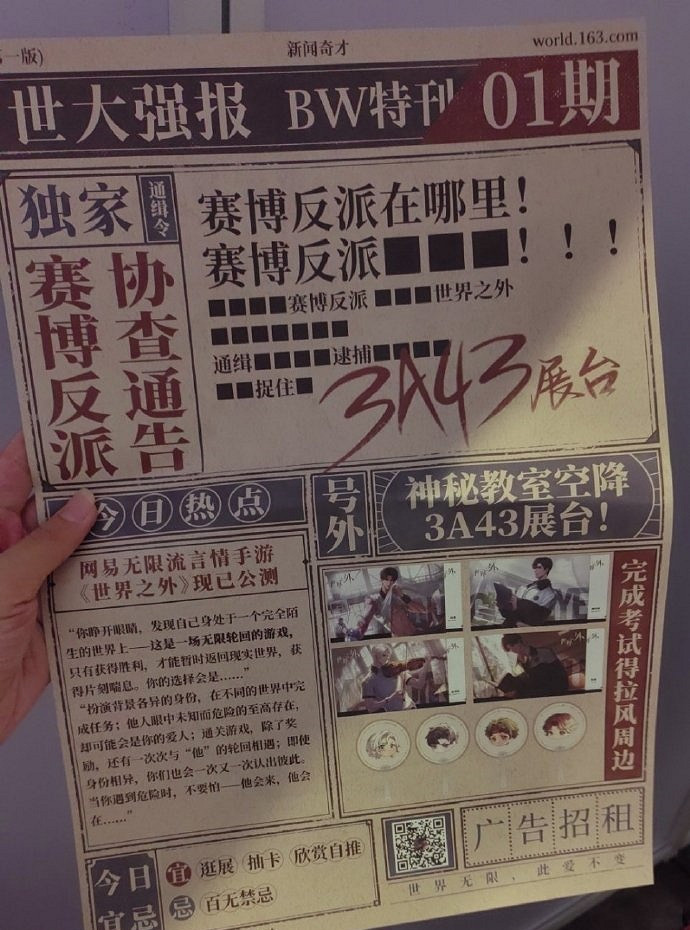 一版)
新闻奇才
world.163.com
世大强报 BW特刊 01期
独家
通缉令
赛博反派
协查通告
赛博反派在哪里！
赛博反派■■■！！！
■■■■赛博反派 ■■■世界之外
■■■■■■■
通缉■■■■逮捕■■■■
■■捉住■
3A43展台
今日热点
网易无限流言情手游
《世界之外》现已公测
“你睁开眼睛，发现自己身处于一个完全陌
生的世界上——这是一场无限轮回的游戏，
只有获得胜利，才能暂时返回现实世界，获
得片刻喘息。你的选择会是……”
“扮演背景各异的身份，在不同的世界中完
成任务；他人眼中未知而危险的至高存在，
却可能会是你的爱人；通关游戏，除了奖
励，还有一次次与“他”的轮回相遇；即使
身份相异，你们也会一次又一次认出彼此。
当你遇到危险时，不要怕——他会来，他会
在……”
号外
神秘教室空降
3A43展台！
完成考试得拉风周边
广告招租
世界无限，此爱不变
今日宜忌
宜 逛展 抽卡 欣赏自推
忌 百无禁忌